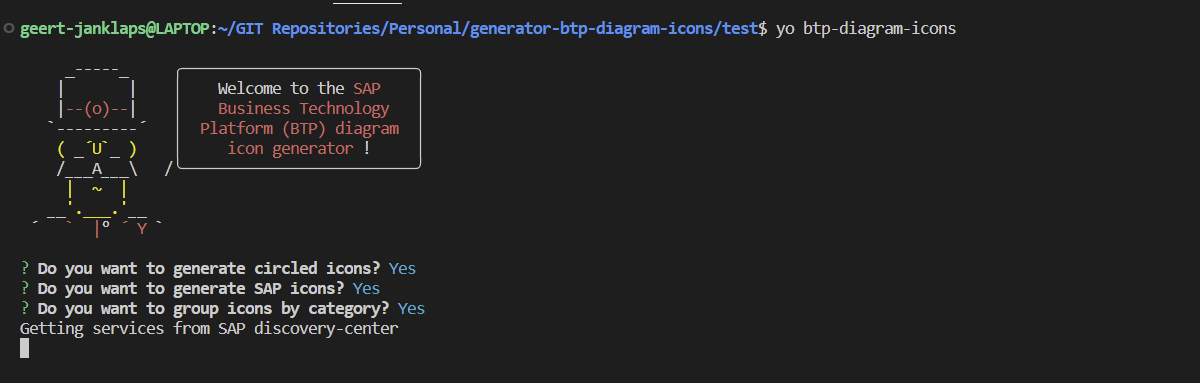 geert-janklaps@LAPTOP:~/GIT Repositories/Personal/generator-btp-diagram-icons/test$ yo btp-diagram-icons
Welcome to the SAP
Business Technology
Platform (BTP) diagram
icon generator !
? Do you want to generate circled icons? Yes
? Do you want to generate SAP icons? Yes
? Do you want to group icons by category? Yes
Getting services from SAP discovery-center